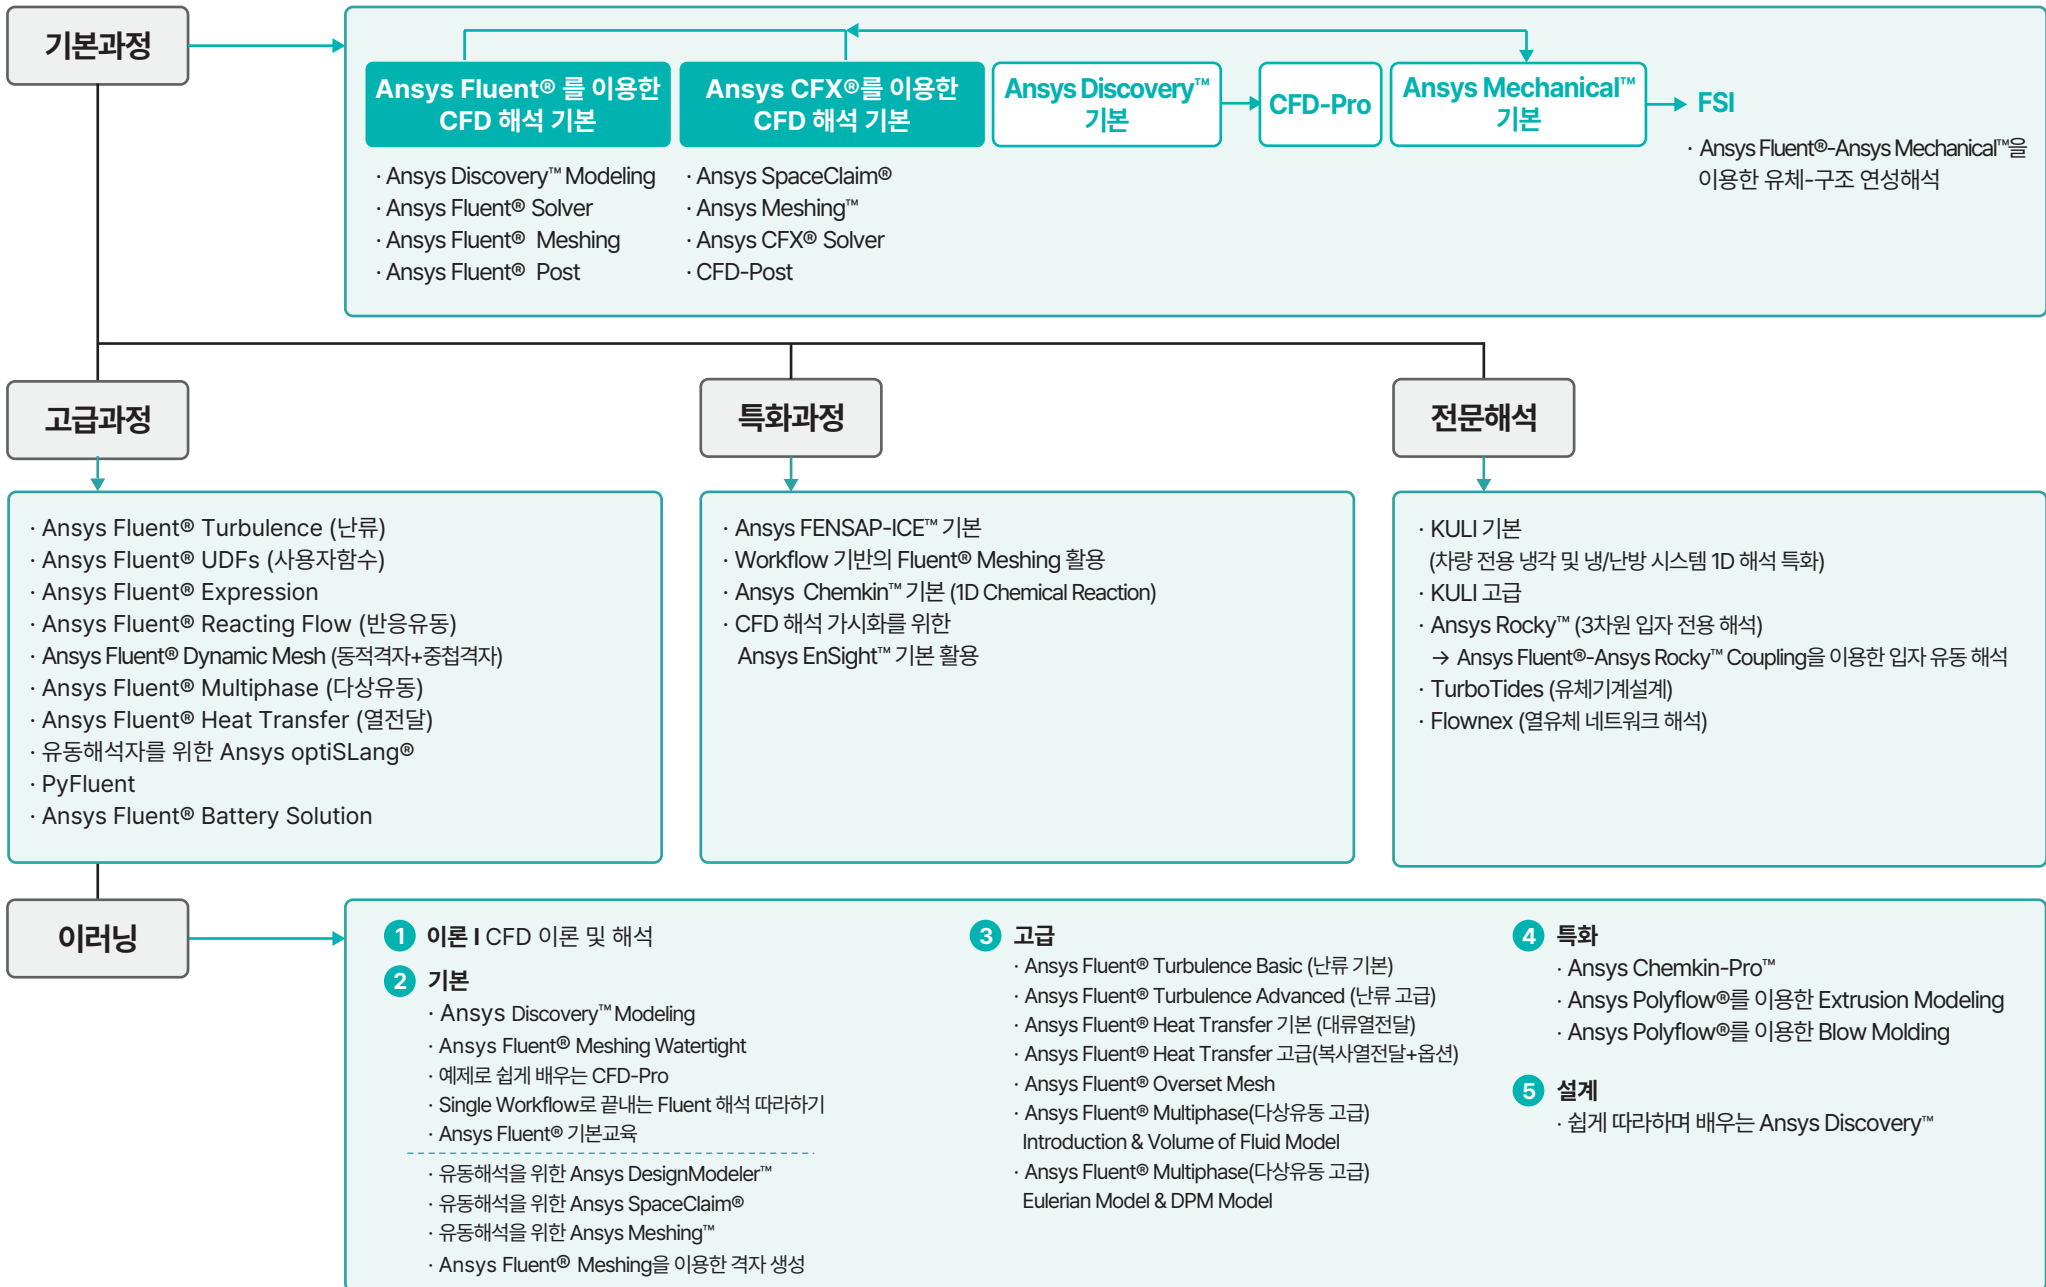 기본과정
Ansys Fluent® 를 이용한
CFD 해석 기본
· Ansys Discovery™ Modeling
· Ansys Fluent® Solver
· Ansys Fluent® Meshing
· Ansys Fluent® Post
Ansys CFX®를 이용한
CFD 해석 기본
· Ansys SpaceClaim®
· Ansys Meshing™
· Ansys CFX® Solver
· CFD-Post
Ansys Discovery™
기본
CFD-Pro
Ansys Mechanical™
기본
FSI
· Ansys Fluent®-Ansys Mechanical™을
이용한 유체-구조 연성해석
고급과정
· Ansys Fluent® Turbulence (난류)
· Ansys Fluent® UDFs (사용자함수)
· Ansys Fluent® Expression
· Ansys Fluent® Reacting Flow (반응유동)
· Ansys Fluent® Dynamic Mesh (동적격자+중첩격자)
· Ansys Fluent® Multiphase (다상유동)
· Ansys Fluent® Heat Transfer (열전달)
· 유동해석자를 위한 Ansys optiSLang®
· PyFluent
· Ansys Fluent® Battery Solution
특화과정
· Ansys FENSAP-ICE™ 기본
· Workflow 기반의 Fluent® Meshing 활용
· Ansys Chemkin™ 기본 (1D Chemical Reaction)
· CFD 해석 가시화를 위한
Ansys EnSight™ 기본 활용
전문해석
· KULI 기본
(차량 전용 냉각 및 냉/난방 시스템 1D 해석 특화)
· KULI 고급
· Ansys Rocky™ (3차원 입자 전용 해석)
→ Ansys Fluent®-Ansys Rocky™ Coupling을 이용한 입자 유동 해석
· TurboTides (유체기계설계)
· Flownex (열유체 네트워크 해석)
이러닝
1 이론 I CFD 이론 및 해석
2 기본
· Ansys Discovery™ Modeling
· Ansys Fluent® Meshing Watertight
· 예제로 쉽게 배우는 CFD-Pro
· Single Workflow로 끝내는 Fluent 해석 따라하기
· Ansys Fluent® 기본교육
· 유동해석을 위한 Ansys DesignModeler™
· 유동해석을 위한 Ansys SpaceClaim®
· 유동해석을 위한 Ansys Meshing™
· Ansys Fluent® Meshing을 이용한 격자 생성
3 고급
· Ansys Fluent® Turbulence Basic (난류 기본)
· Ansys Fluent® Turbulence Advanced (난류 고급)
· Ansys Fluent® Heat Transfer 기본 (대류열전달)
· Ansys Fluent® Heat Transfer 고급(복사열전달+옵션)
· Ansys Fluent® Overset Mesh
· Ansys Fluent® Multiphase(다상유동 고급)
Introduction & Volume of Fluid Model
· Ansys Fluent® Multiphase(다상유동 고급)
Eulerian Model & DPM Model
4 특화
· Ansys Chemkin-Pro™
· Ansys Polyflow®를 이용한 Extrusion Modeling
· Ansys Polyflow®를 이용한 Blow Molding
5 설계
· 쉽게 따라하며 배우는 Ansys Discovery™